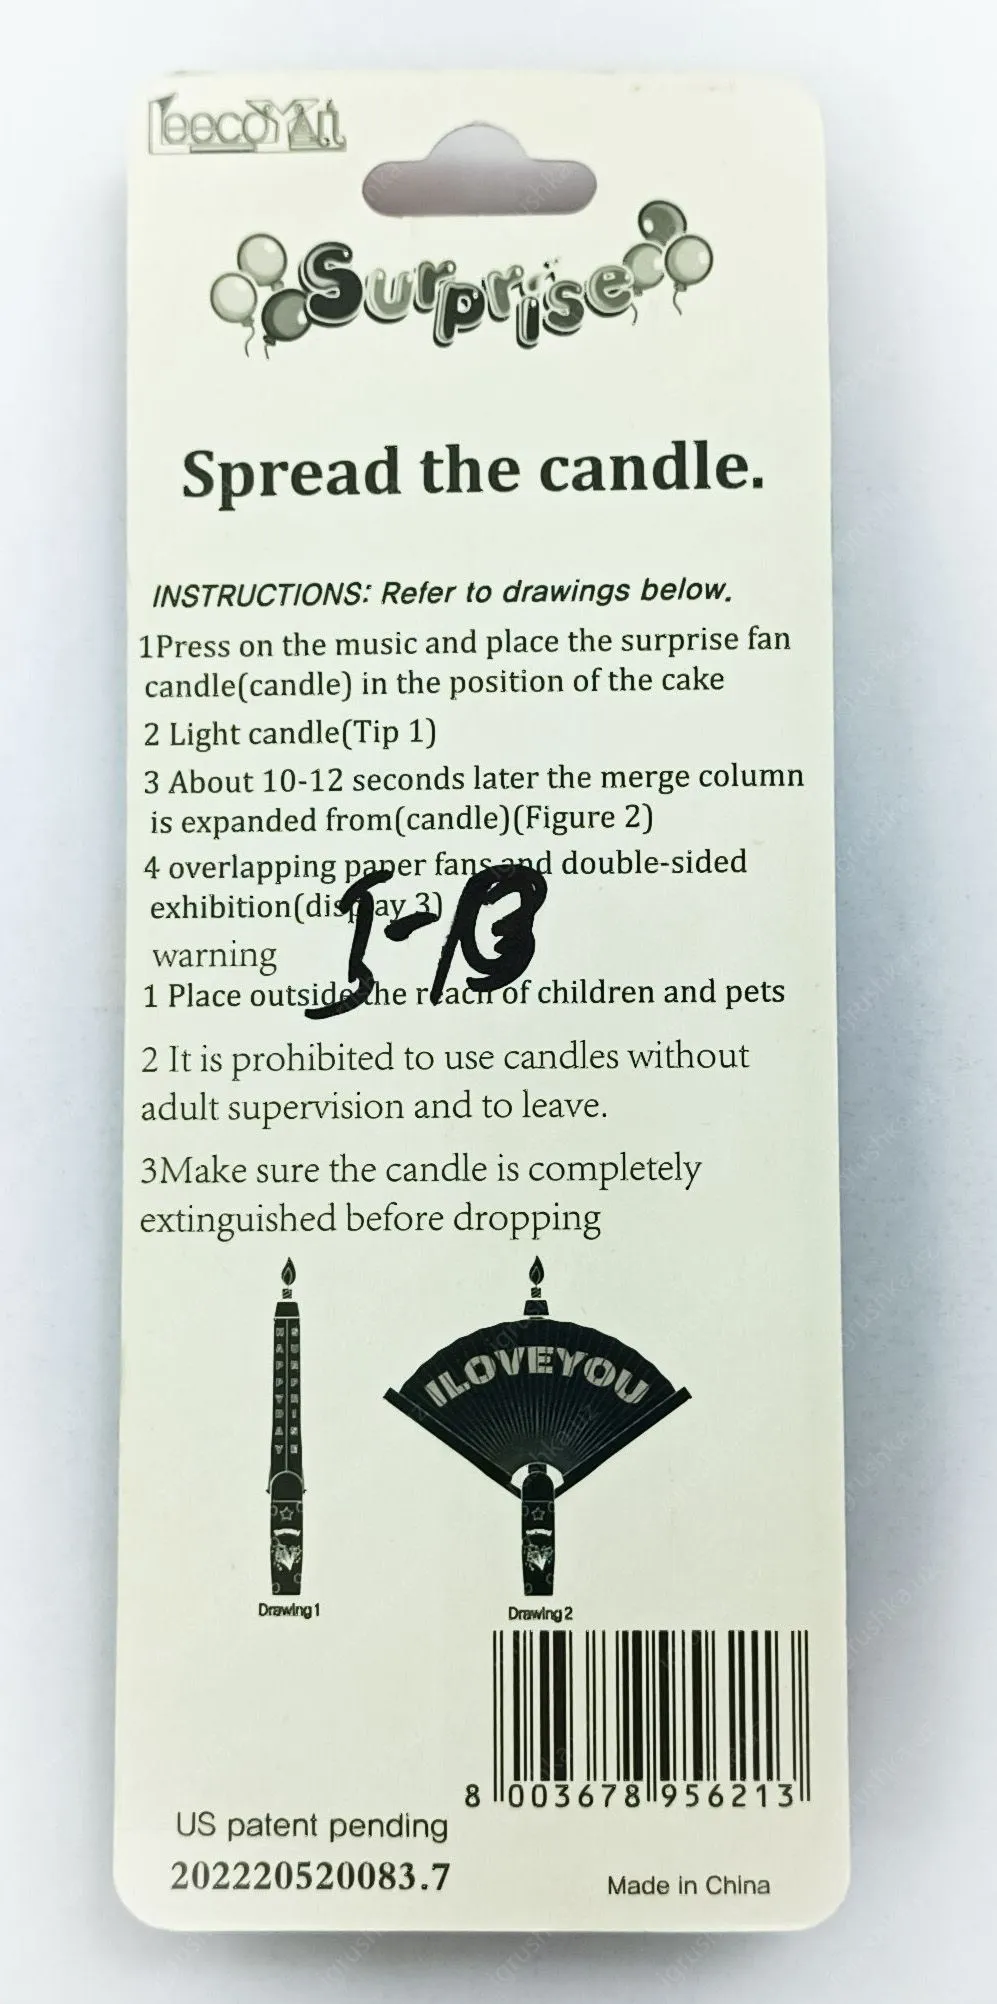 LeecoMall
Surprise
Spread the candle.
INSTRUCTIONS: Refer to drawings below.
1Press on the music and place the surprise fan
candle(candle) in the position of the cake
2 Light candle(Tip 1)
3 About 10-12 seconds later the merge column
is expanded from(candle)(Figure 2)
4 overlapping paper fans and double-sided
exhibition(display 3)
warning
1 Place outside the reach of children and pets
2 It is prohibited to use candles without
adult supervision and to leave.
3Make sure the candle is completely
extinguished before dropping
HAPPYDAY
SURPRISE
ILOVEYOU
Drawing 1
Drawing 2
8 003678 956213
US patent pending
202220520083.7
Made in China